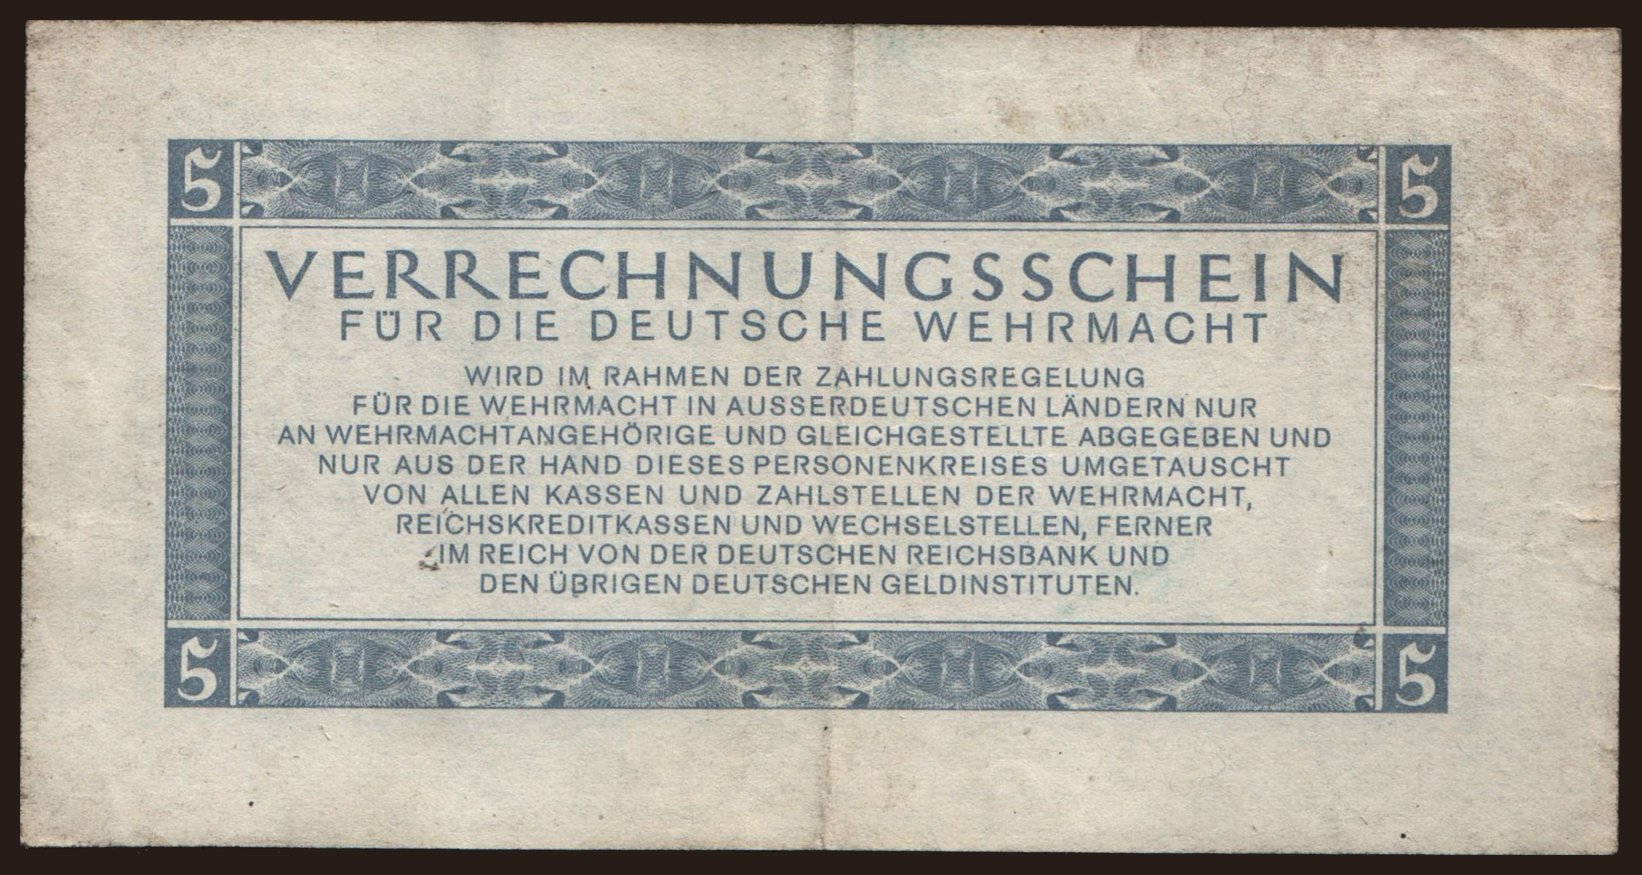 5 5
VERRECHNUNGSSCHEIN
FÜR DIE DEUTSCHE WEHRMACHT
WIRD IM RAHMEN DER ZAHLUNGSREGELUNG
FÜR DIE WEHRMACHT IN AUSSERDEUTSCHEN LÄNDERN NUR
AN WEHRMACHTANGEHÖRIGE UND GLEICHGESTELLTE ABGEGEBEN UND
NUR AUS DER HAND DIESES PERSONENKREISES UMGETAUSCHT
VON ALLEN KASSEN UND ZAHLSTELLEN DER WEHRMACHT,
REICHSKREDITKASSEN UND WECHSELSTELLEN, FERNER
IM REICH VON DER DEUTSCHEN REICHSBANK UND
DEN ÜBRIGEN DEUTSCHEN GELDINSTITUTEN.
5 5